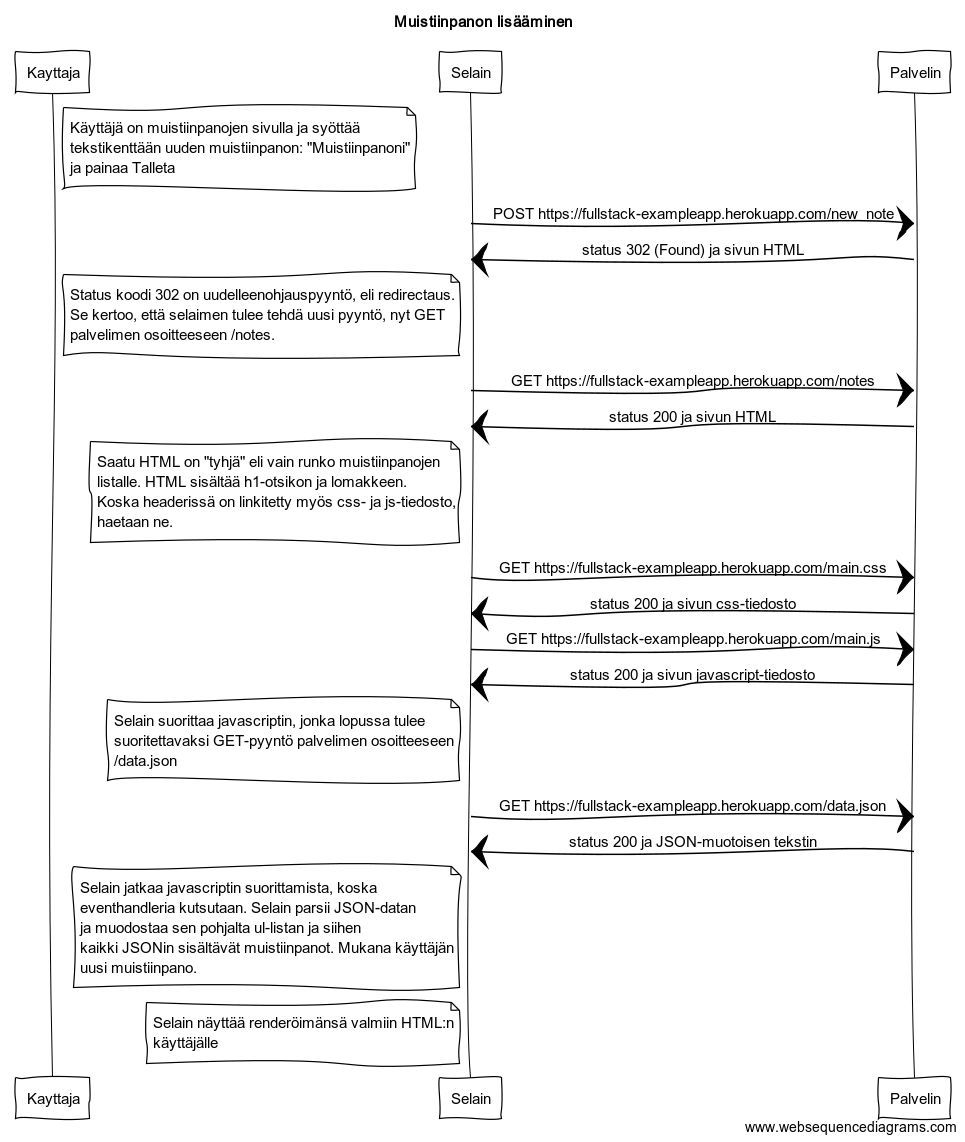 Muistiinpanon lisääminen
Kayttaja
Selain
Palvelin
Käyttäjä on muistiinpanojen sivulla ja syöttää
tekstikenttään uuden muistiinpanon: "Muistiinpanoni"
ja painaa Talleta
POST https://fullstack-exampleapp.herokuapp.com/new_note
status 302 (Found) ja sivun HTML
Status koodi 302 on uudelleenohjauspyyntö, eli redirectaus.
Se kertoo, että selaimen tulee tehdä uusi pyyntö, nyt GET
palvelimen osoitteeseen /notes.
GET https://fullstack-exampleapp.herokuapp.com/notes
status 200 ja sivun HTML
Saatu HTML on "tyhjä" eli vain runko muistiinpanojen
listalle. HTML sisältää h1-otsikon ja lomakkeen.
Koska headerissä on linkitetty myös css- ja js-tiedosto,
haetaan ne.
GET https://fullstack-exampleapp.herokuapp.com/main.css
status 200 ja sivun css-tiedosto
GET https://fullstack-exampleapp.herokuapp.com/main.js
status 200 ja sivun javascript-tiedosto
Selain suorittaa javascriptin, jonka lopussa tulee
suoritettavaksi GET-pyyntö palvelimen osoitteeseen
/data.json
GET https://fullstack-exampleapp.herokuapp.com/data.json
status 200 ja JSON-muotoisen tekstin
Selain jatkaa javascriptin suorittamista, koska
eventhandleria kutsutaan. Selain parsii JSON-datan
ja muodostaa sen pohjalta ul-listan ja siihen
kaikki JSONin sisältävät muistiinpanot. Mukana käyttäjän
uusi muistiinpano.
Selain näyttää renderöimänsä valmiin HTML:n
käyttäjälle
Kayttaja
Selain
Palvelin
www.websequencediagrams.com